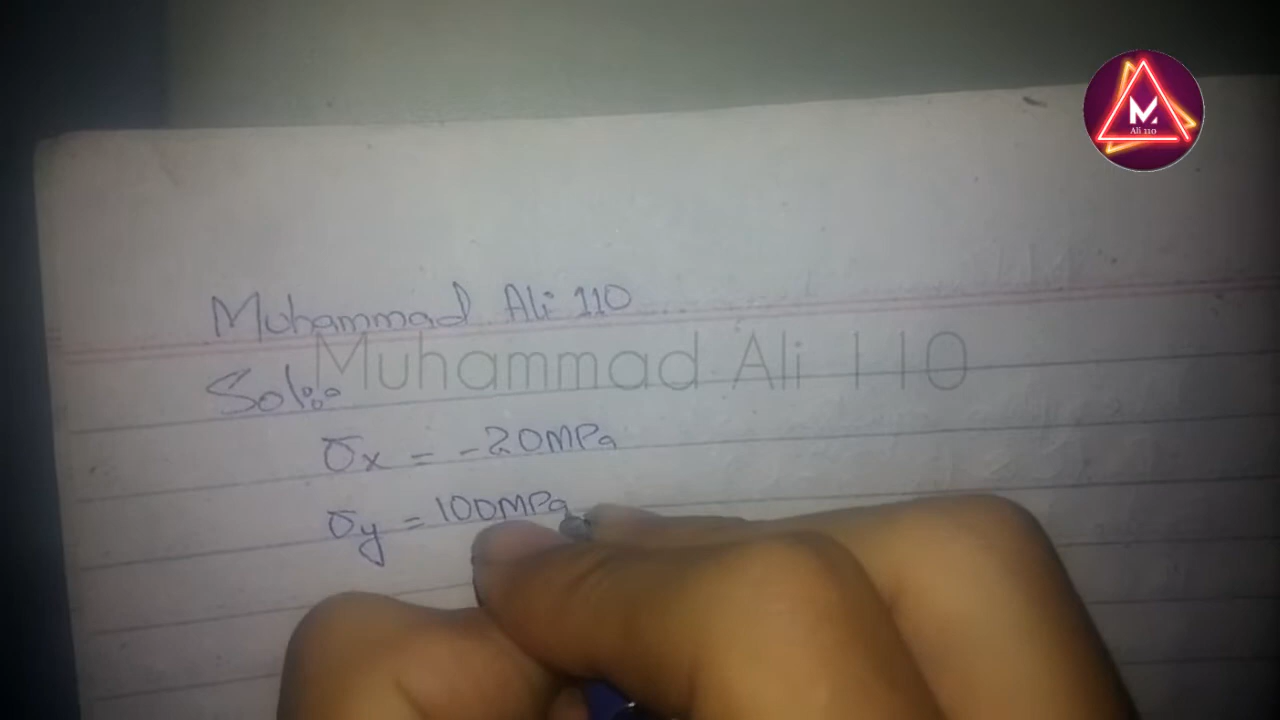 M
Ali 110
Muhammad Ali 110
Muhammad Ali 110
Sol:
σx = -20MPa
σy = 100MPa